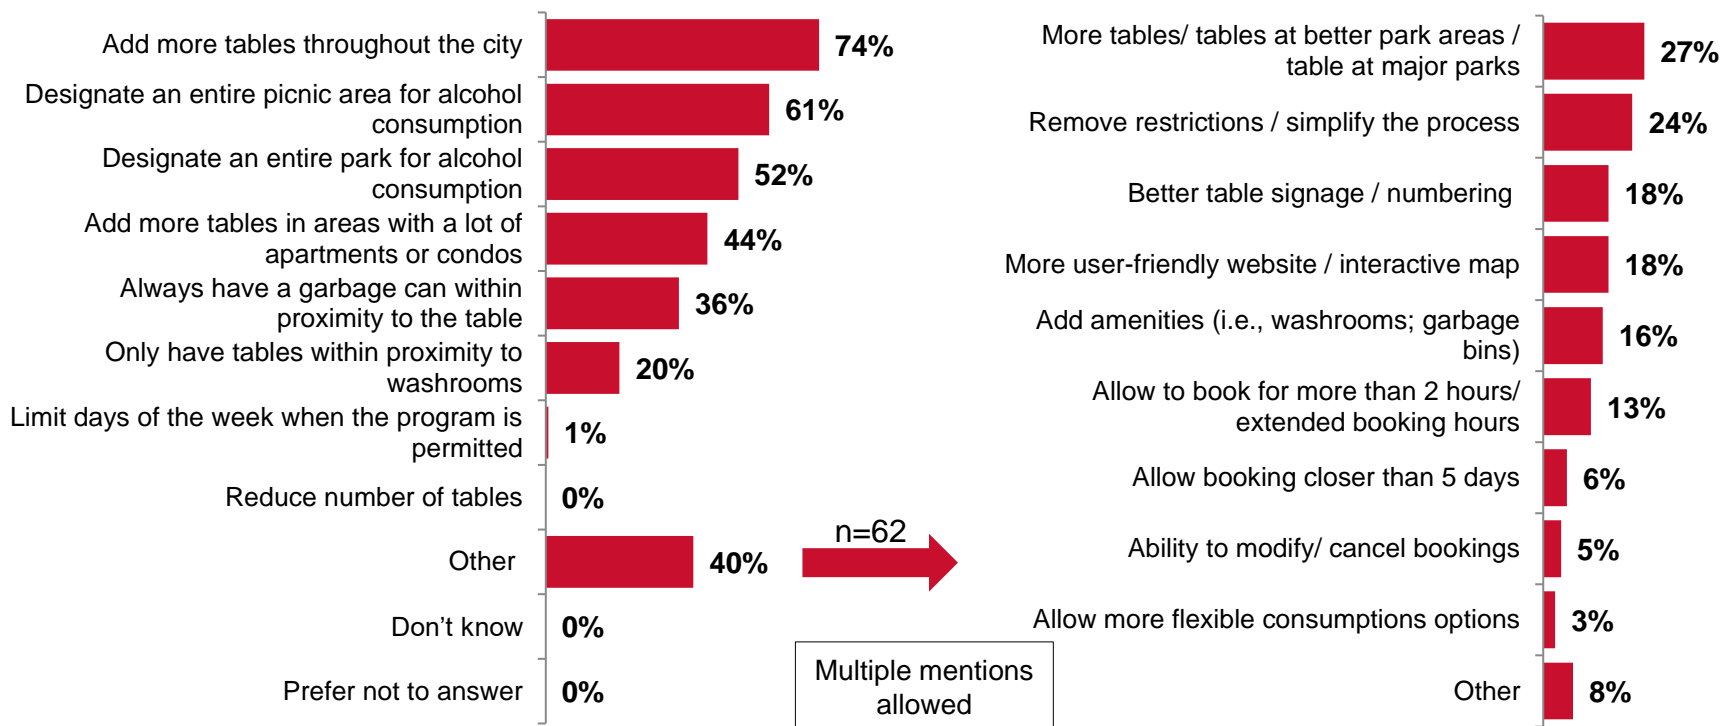 Add more tables throughout the city
74%
Designate an entire picnic area for alcohol
consumption
61%
Designate an entire park for alcohol
consumption
52%
Add more tables in areas with a lot of
apartments or condos
44%
Always have a garbage can within
proximity to the table
36%
Only have tables within proximity to
washrooms
20%
Limit days of the week when the program is
permitted
1%
Reduce number of tables
0%
Other
40%
Don’t know
0%
Prefer not to answer
0%
n=62
Multiple mentions
allowed
More tables/ tables at better park areas /
table at major parks
27%
Remove restrictions / simplify the process
24%
Better table signage / numbering
18%
More user-friendly website / interactive map
18%
Add amenities (i.e., washrooms; garbage
bins)
16%
Allow to book for more than 2 hours/
extended booking hours
13%
Allow booking closer than 5 days
6%
Ability to modify/ cancel bookings
5%
Allow more flexible consumptions options
3%
Other
8%